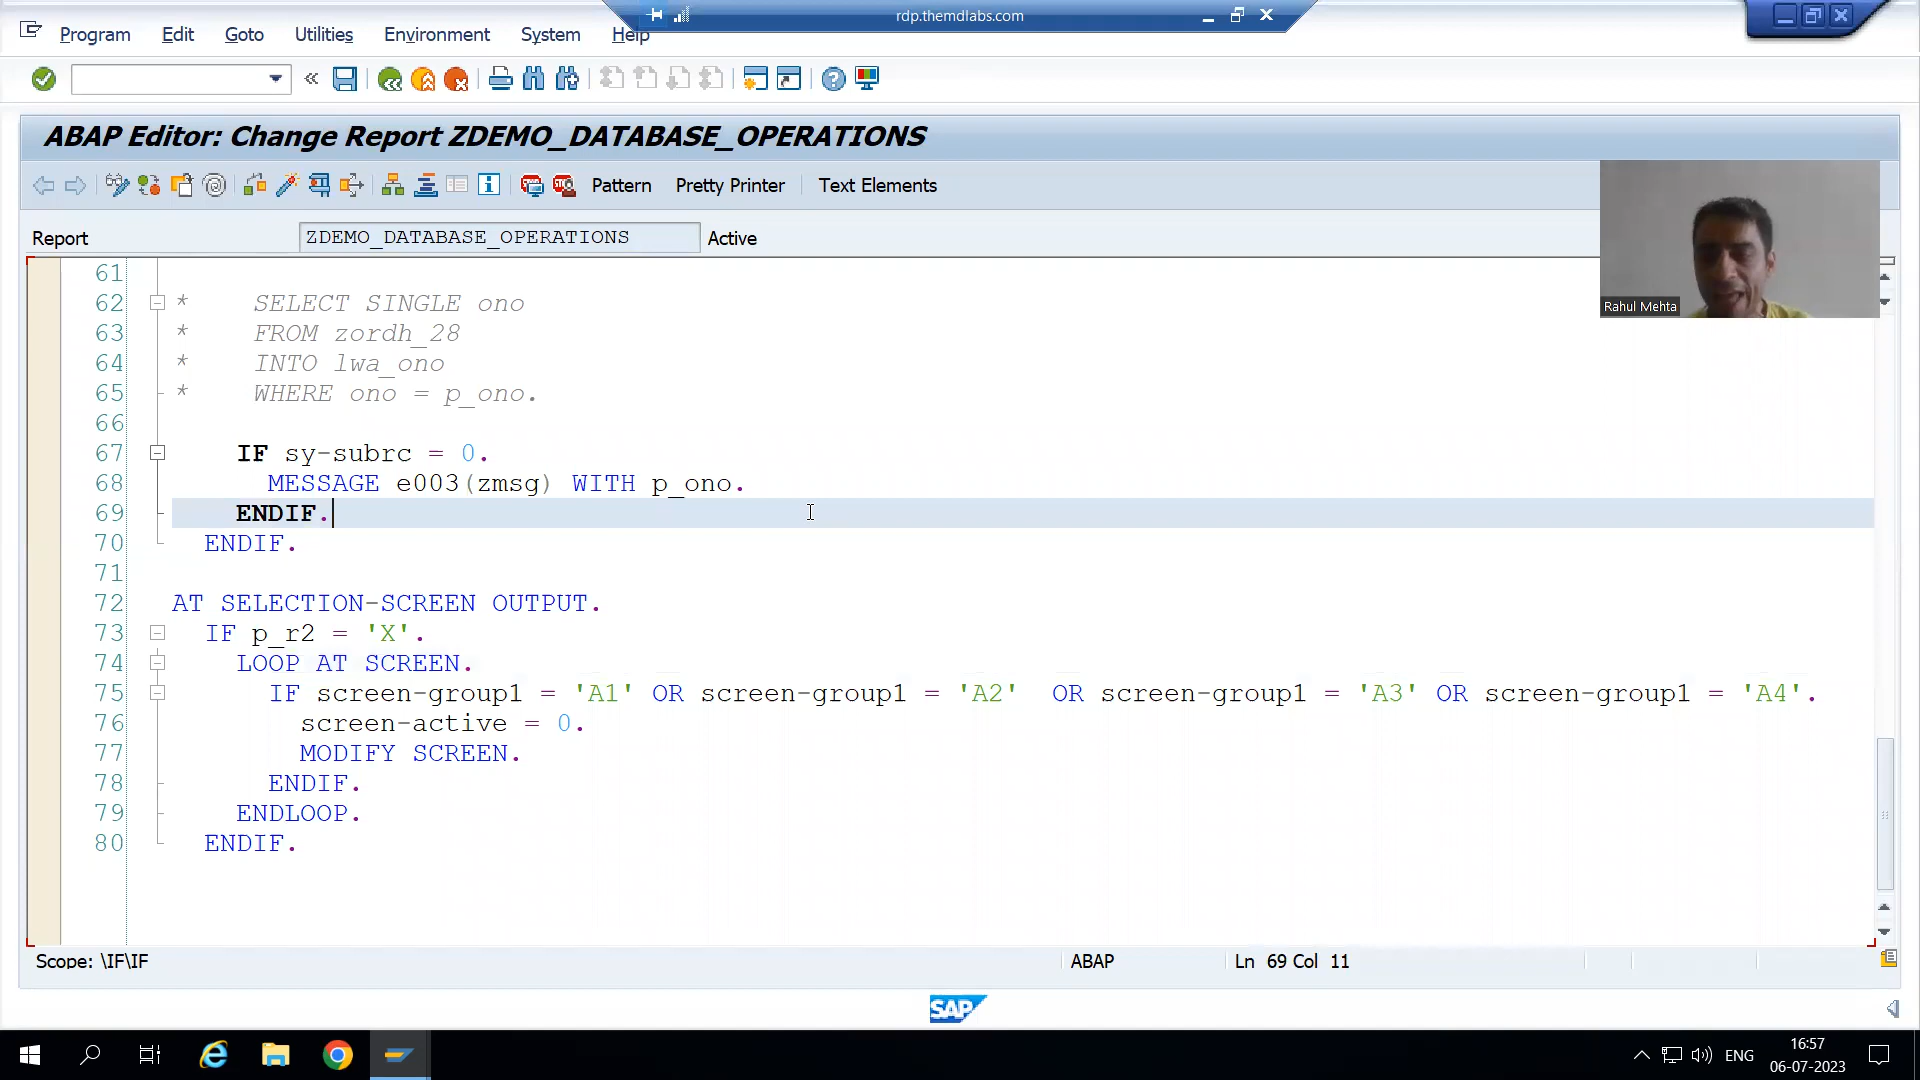 rdp.themdlabs.com
Program Edit Goto Utilities Environment System Help
ABAP Editor: Change Report ZDEMO_DATABASE_OPERATIONS
Pattern Pretty Printer Text Elements
Report ZDEMO_DATABASE_OPERATIONS Active
Rahul Mehta
61
62 * SELECT SINGLE ono
63 * FROM zordh_28
64 * INTO lwa_ono
65 * WHERE ono = p_ono.
66
67 IF sy-subrc = 0.
68 MESSAGE e003(zmsg) WITH p_ono.
69 ENDIF.
70 ENDIF.
71
72 AT SELECTION-SCREEN OUTPUT.
73 IF p_r2 = 'X'.
74 LOOP AT SCREEN.
75 IF screen-group1 = 'A1' OR screen-group1 = 'A2' OR screen-group1 = 'A3' OR screen-group1 = 'A4'.
76 screen-active = 0.
77 MODIFY SCREEN.
78 ENDIF.
79 ENDLOOP.
80 ENDIF.
Scope: \IF\IF ABAP Ln 69 Col 11
SAP
ENG 16:57
06-07-2023